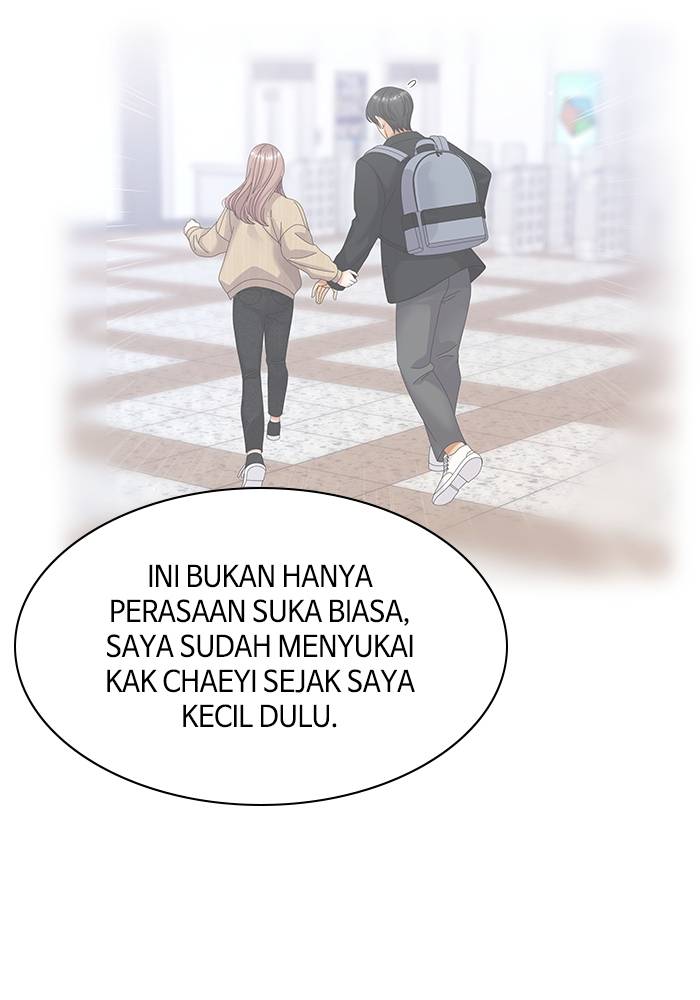 INI BUKAN HANYA
PERASAAN SUKA BIASA,
SAYA SUDAH MENYUKAI
KAK CHAEYI SEJAK SAYA
KECIL DULU.